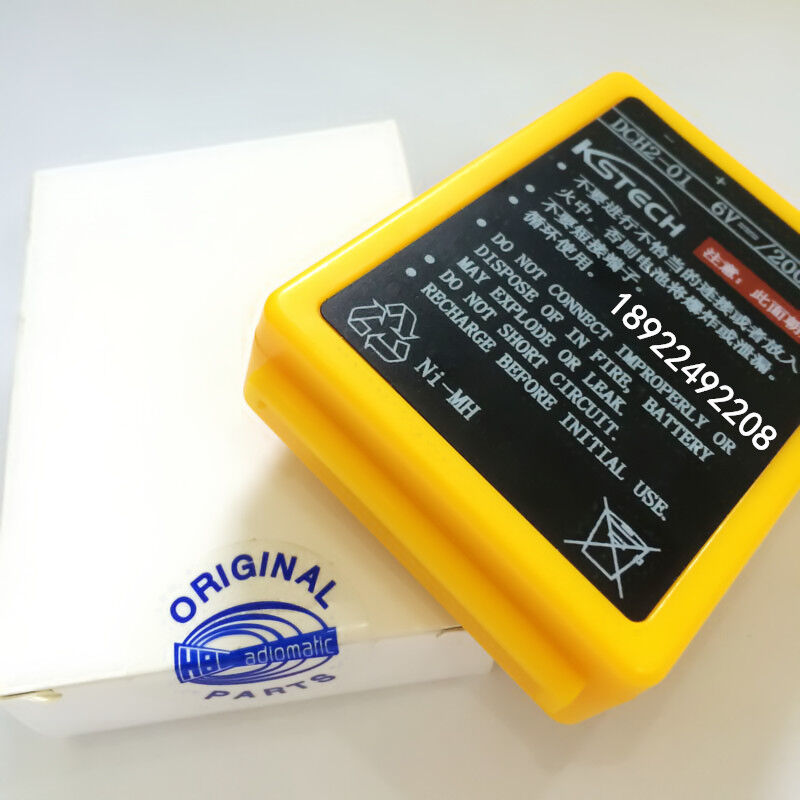 DCH2-01 6V⎓/200
KSTECH
注意：此面朝
不要进行不恰当的连接或者放入
火中，否则电池将爆炸或泄漏。
不要短接端子。
循环使用。
DO NOT CONNECT IMPROPERLY OR
DISPOSE OF IN FIRE, BATTERY
MAY EXPLODE OR LEAK.
DO NOT SHORT CIRCUIT.
RECHARGE BEFORE INITIAL USE.
Ni-MH
18922492208
ORIGINAL
HBC radiomatic
PARTS